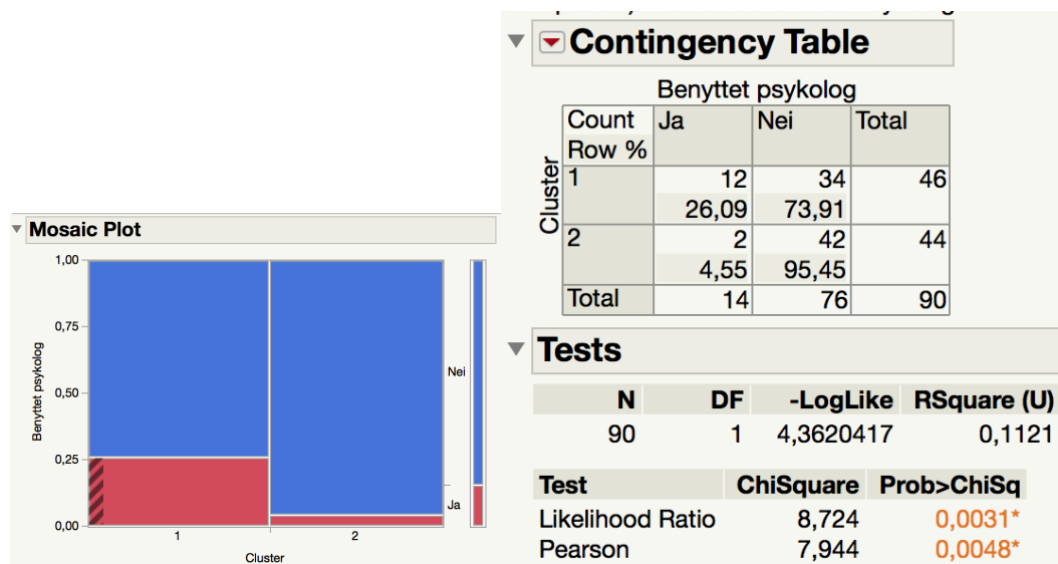 Mosaic Plot
1,00
0,75
0,50
0,25
0,00
Benyttet psykolog
Nei
Ja
1 2
Cluster
Contingency Table
Benyttet psykolog
Cluster
Count Ja Nei Total
Row %
1 12 34 46
26,09 73,91
2 2 42 44
4,55 95,45
Total 14 76 90
Tests
N DF -LogLike RSquare (U)
90 1 4,3620417 0,1121
Test ChiSquare Prob>ChiSq
Likelihood Ratio 8,724 0,0031*
Pearson 7,944 0,0048*